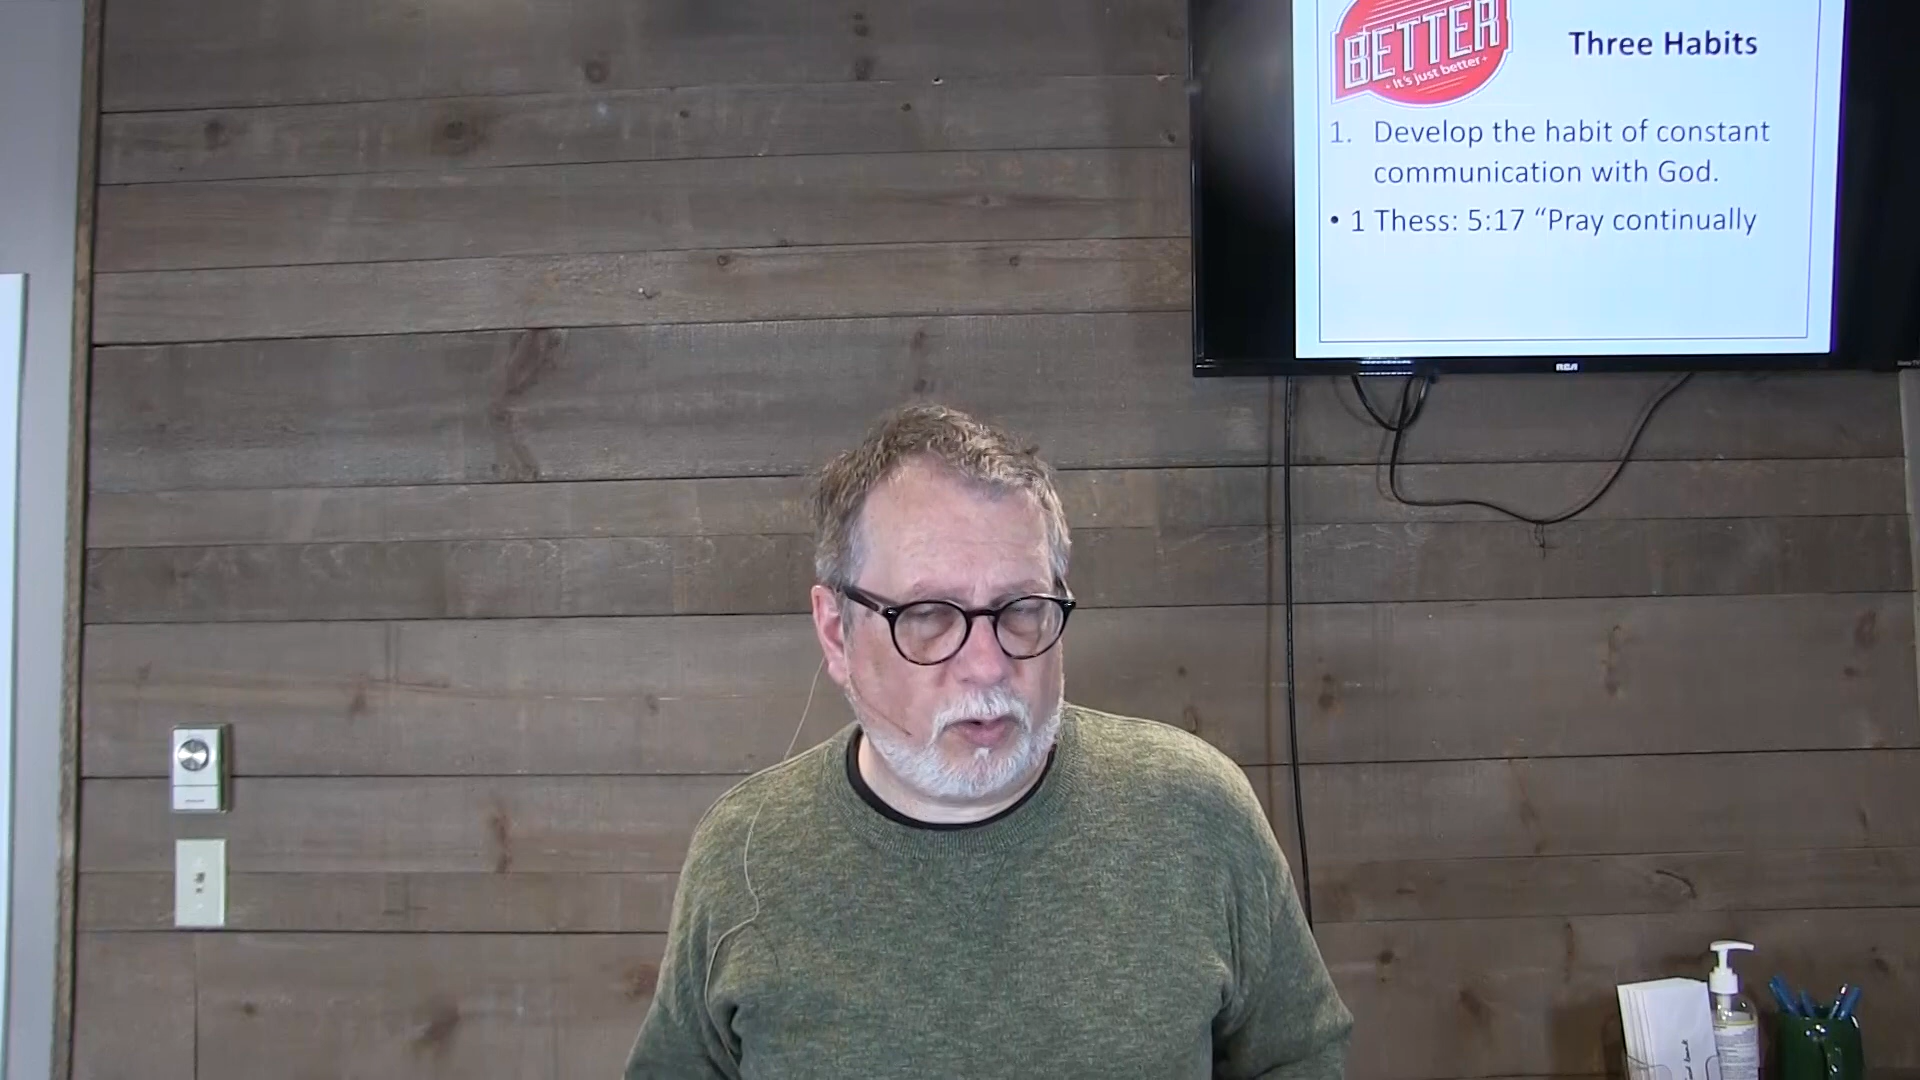 BETTER
• It's just better •
Three Habits
1. Develop the habit of constant
communication with God.
• 1 Thess: 5:17 “Pray continually
RCA